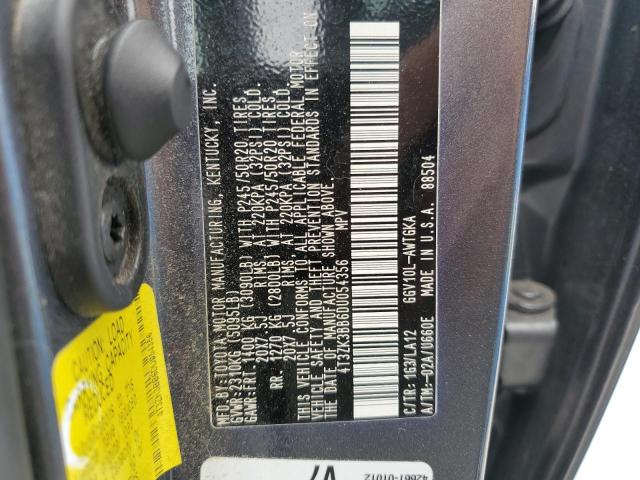 MFD. BY: TOYOTA MOTOR MANUFACTURING, KENTUCKY, INC.
GVWR: 2310KG (5095LB)
GAWR: FRT. 1400 KG (3090LB) WITH P245/50R20 TIRES,
20X7.5J RIMS, AT 220KPA (32PSI) COLD.
RR. 1270 KG (2800LB) WITH P245/50R20 TIRES,
20X7.5J RIMS, AT 220KPA (32PSI) COLD.
THIS VEHICLE CONFORMS TO ALL APPLICABLE FEDERAL MOTOR
VEHICLE SAFETY AND THEFT PREVENTION STANDARDS IN EFFECT ON
THE DATE OF MANUFACTURE SHOWN ABOVE.
MPV
C/TR: 1G3/LA12 GGV10L-AWTGKA
A/TM:-02A/U660E MADE IN U.S.A. 88504
42661-01012
CAUTION: LOAD
CAPACITY